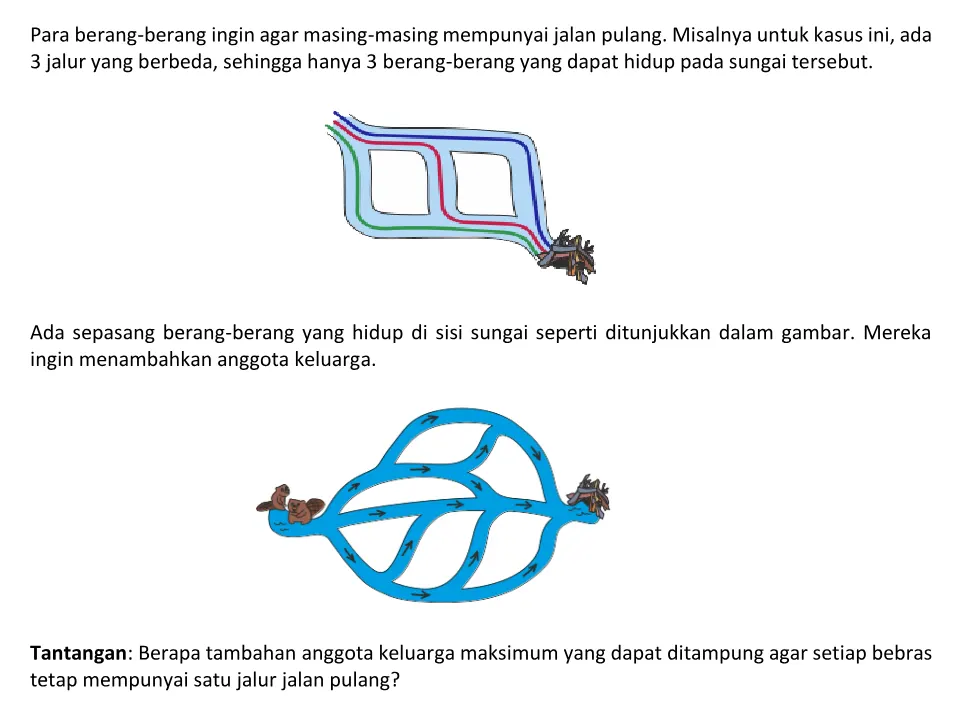 Para berang-berang ingin agar masing-masing mempunyai jalan pulang. Misalnya untuk kasus ini, ada
3 jalur yang berbeda, sehingga hanya 3 berang-berang yang dapat hidup pada sungai tersebut.
Ada sepasang berang-berang yang hidup di sisi sungai seperti ditunjukkan dalam gambar. Mereka
ingin menambahkan anggota keluarga.
Tantangan: Berapa tambahan anggota keluarga maksimum yang dapat ditampung agar setiap bebras
tetap mempunyai satu jalur jalan pulang?